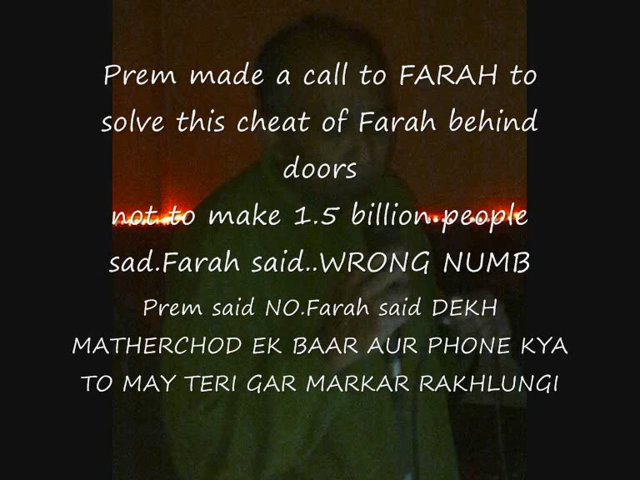 Prem made a call to FARAH to
solve this cheat of Farah behind
doors
not to make 1.5 billion..people
sad.Farah said..WRONG NUMB
Prem said NO.Farah said DEKH
MATHERCHOD EK BAAR AUR PHONE KYA
TO MAY TERI GAR MARKAR RAKHLUNGI